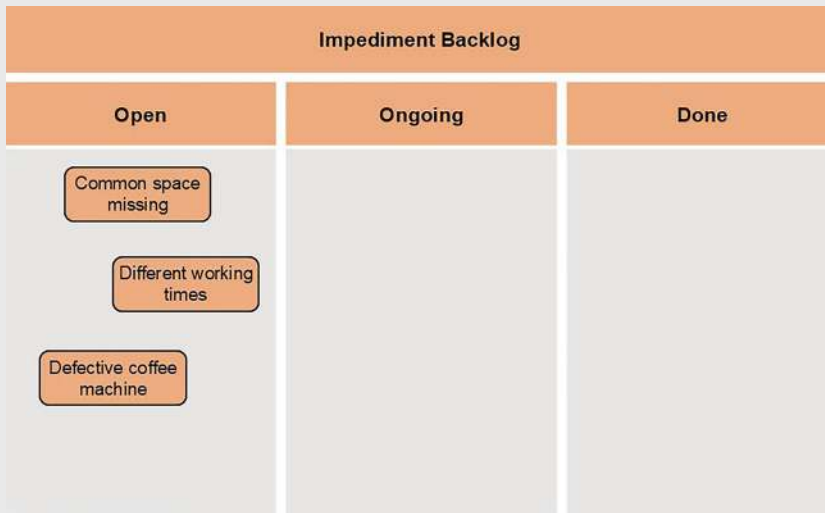 Impediment Backlog
Open
Ongoing
Done
Common space
missing
Different working
times
Defective coffee
machine